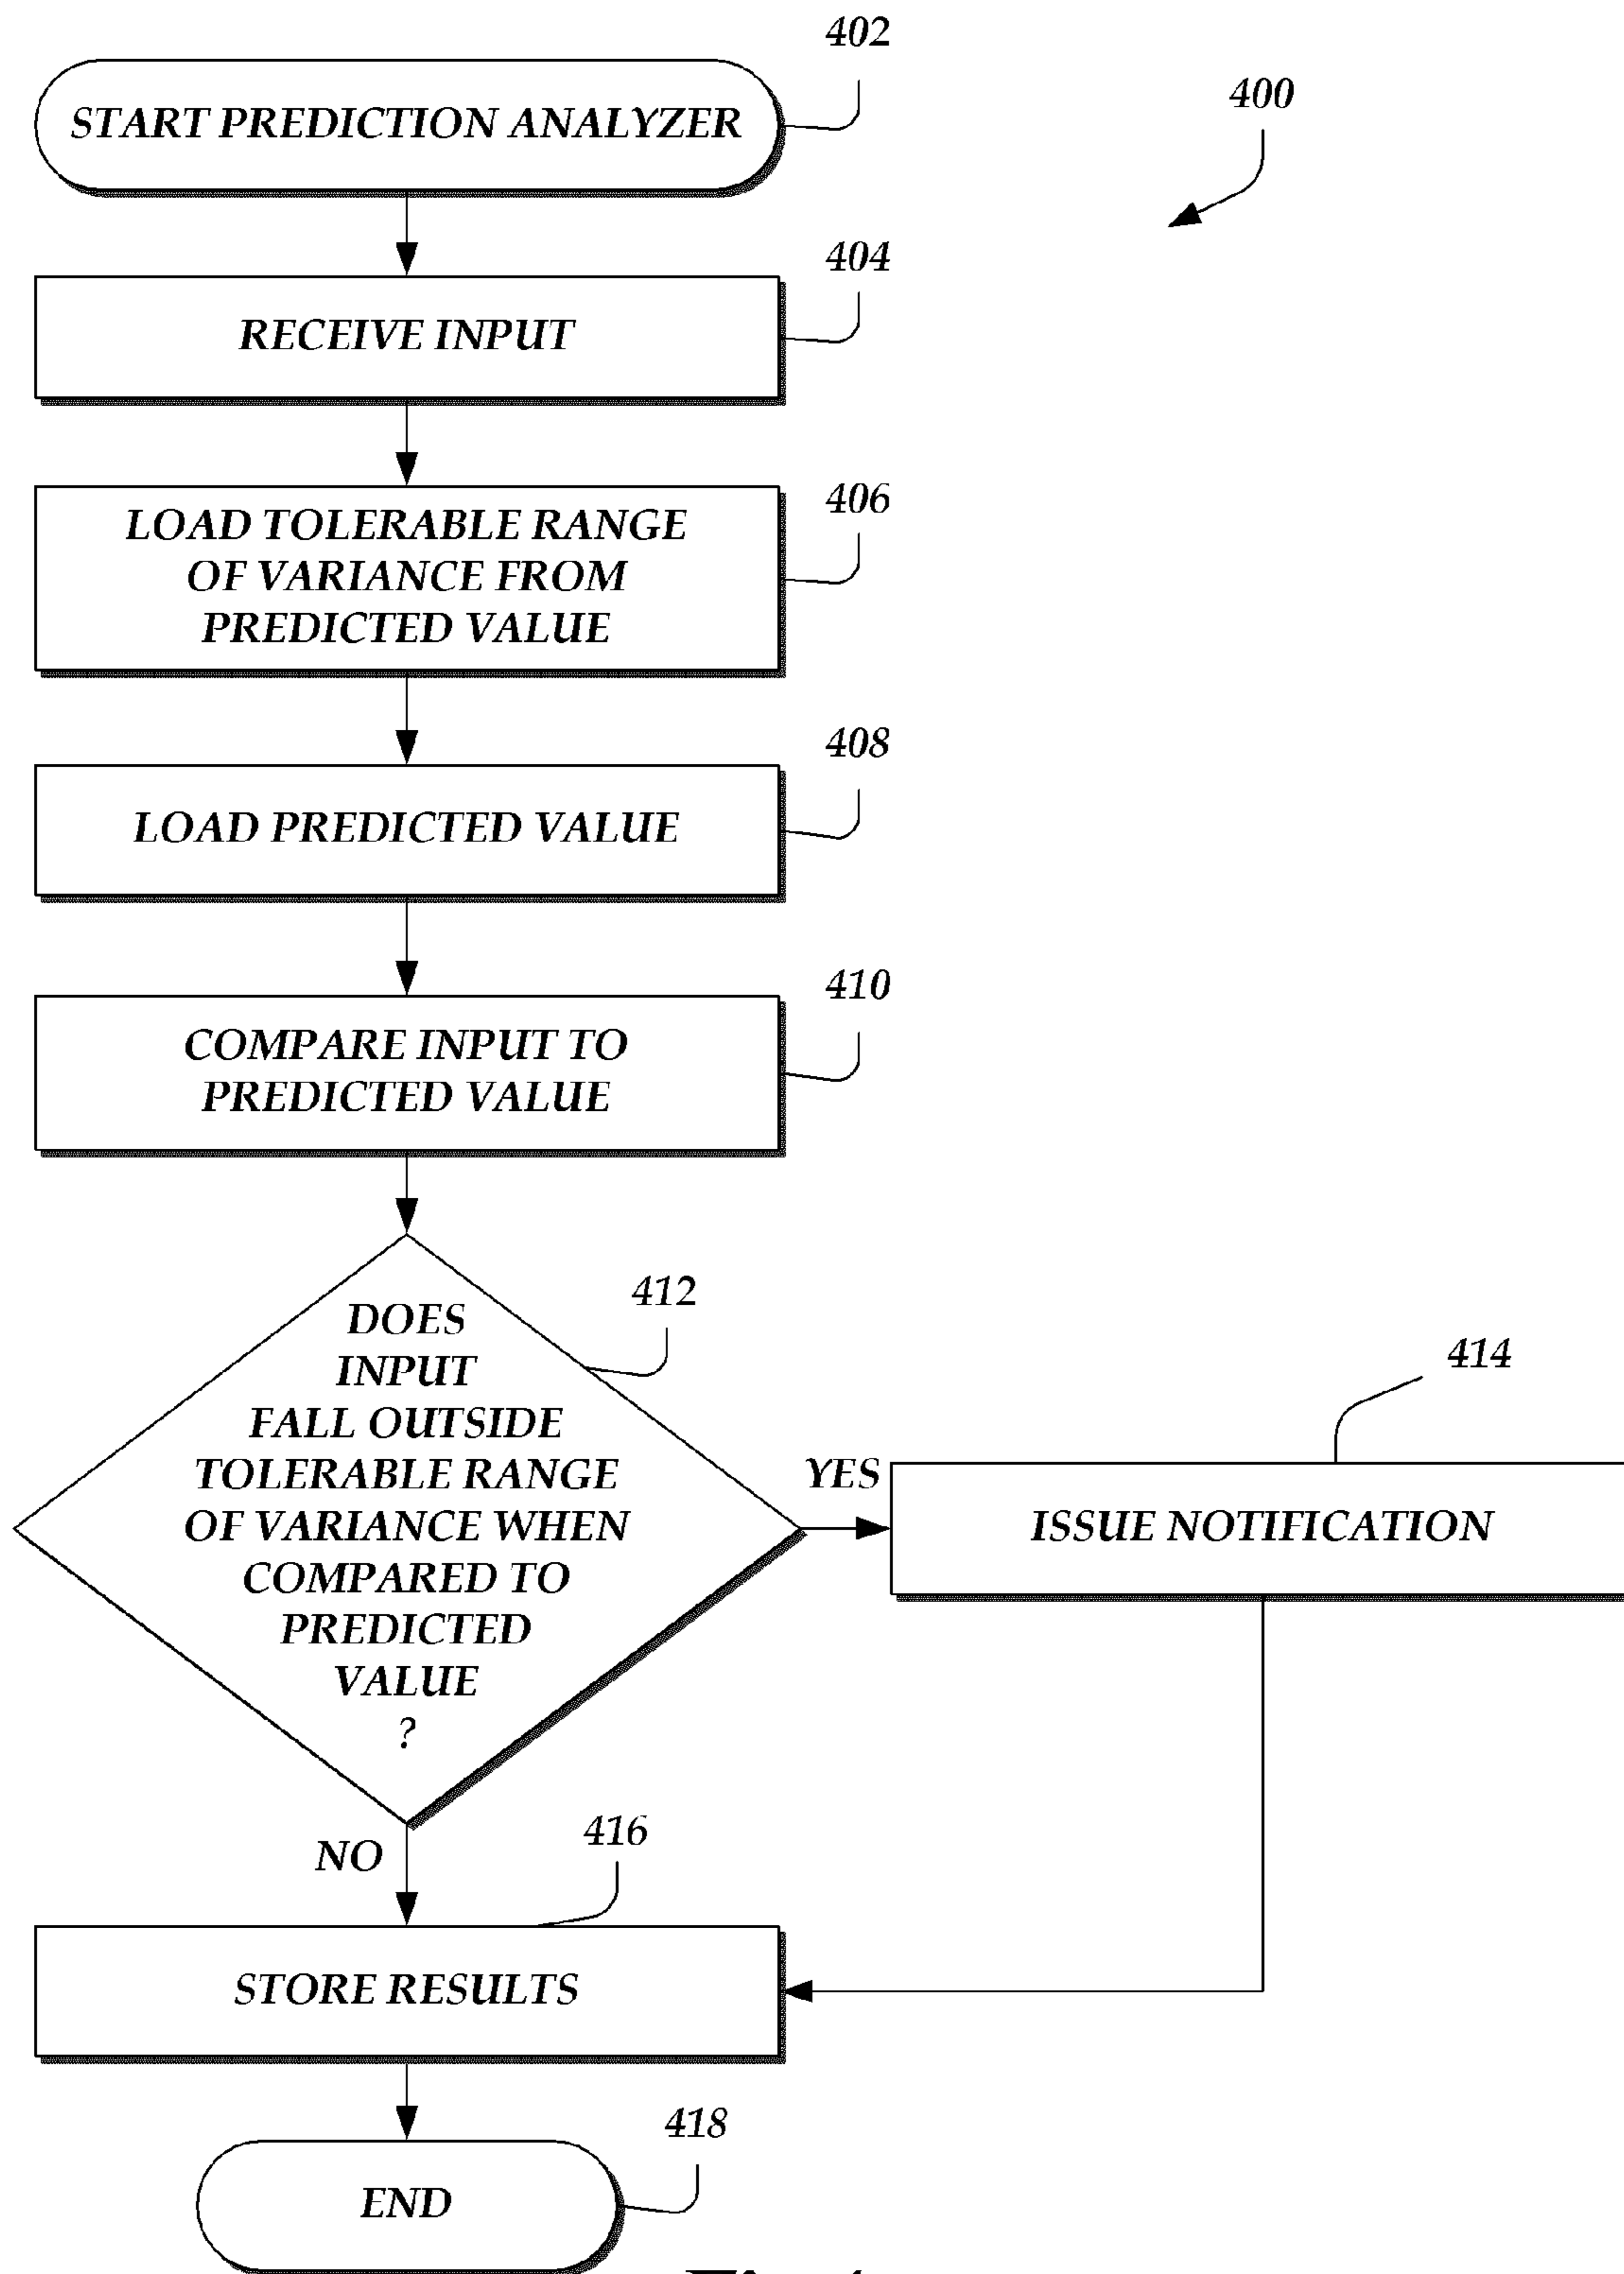 402
START PREDICTION ANALYZER
400
404
RECEIVE INPUT
406
LOAD TOLERABLE RANGE
OF VARIANCE FROM
PREDICTED VALUE
408
LOAD PREDICTED VALUE
410
COMPARE INPUT TO
PREDICTED VALUE
412
DOES
INPUT
FALL OUTSIDE
TOLERABLE RANGE
OF VARIANCE WHEN
COMPARED TO
PREDICTED
VALUE
?
YES
414
ISSUE NOTIFICATION
NO
416
STORE RESULTS
418
END